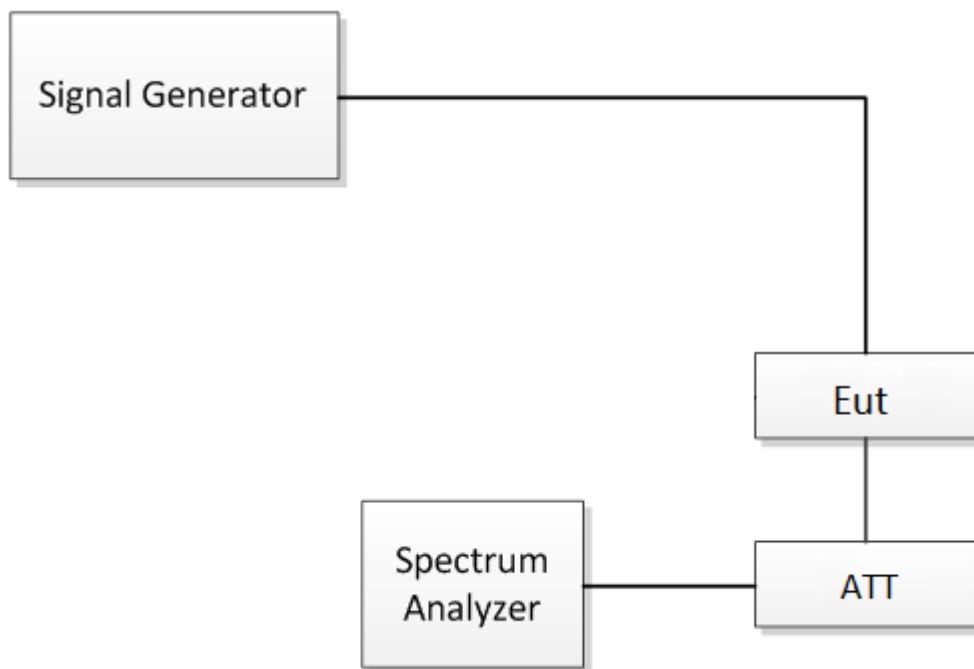 Signal Generator
Eut
Spectrum
Analyzer
ATT